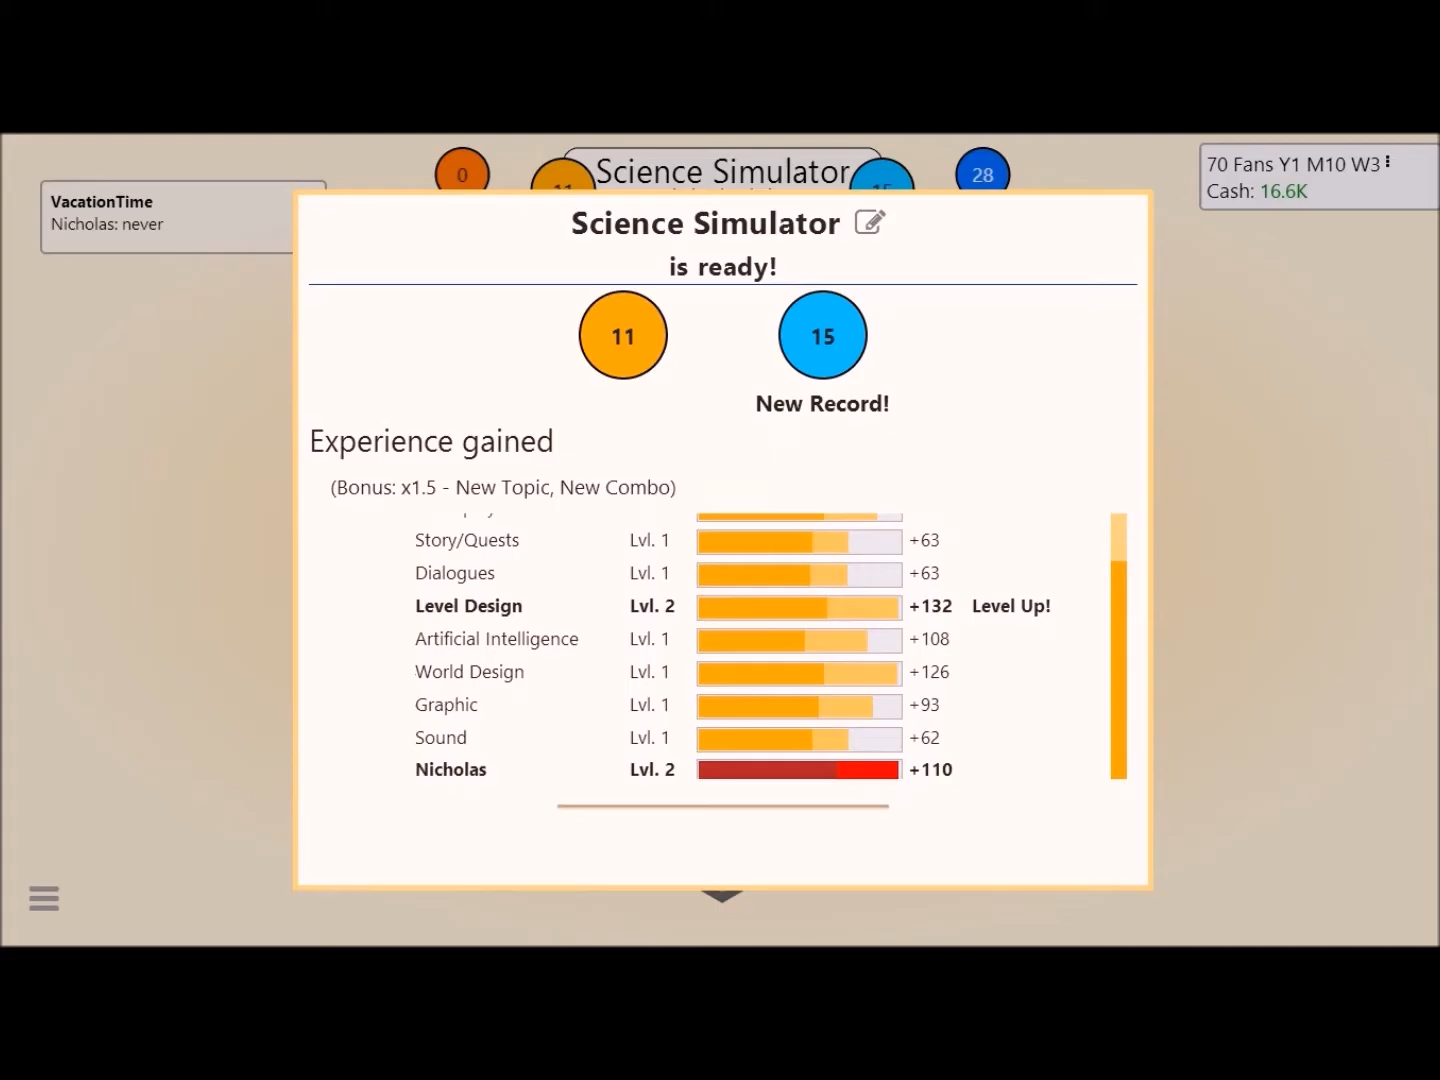 0
11
Science Simulator
15
28
70 Fans Y1 M10 W3
Cash: 16.6K
VacationTime
Nicholas: never
Science Simulator
is ready!
11
15
New Record!
Experience gained
(Bonus: x1.5 - New Topic, New Combo)
Story/Quests Lvl. 1 +63
Dialogues Lvl. 1 +63
Level Design Lvl. 2 +132 Level Up!
Artificial Intelligence Lvl. 1 +108
World Design Lvl. 1 +126
Graphic Lvl. 1 +93
Sound Lvl. 1 +62
Nicholas Lvl. 2 +110